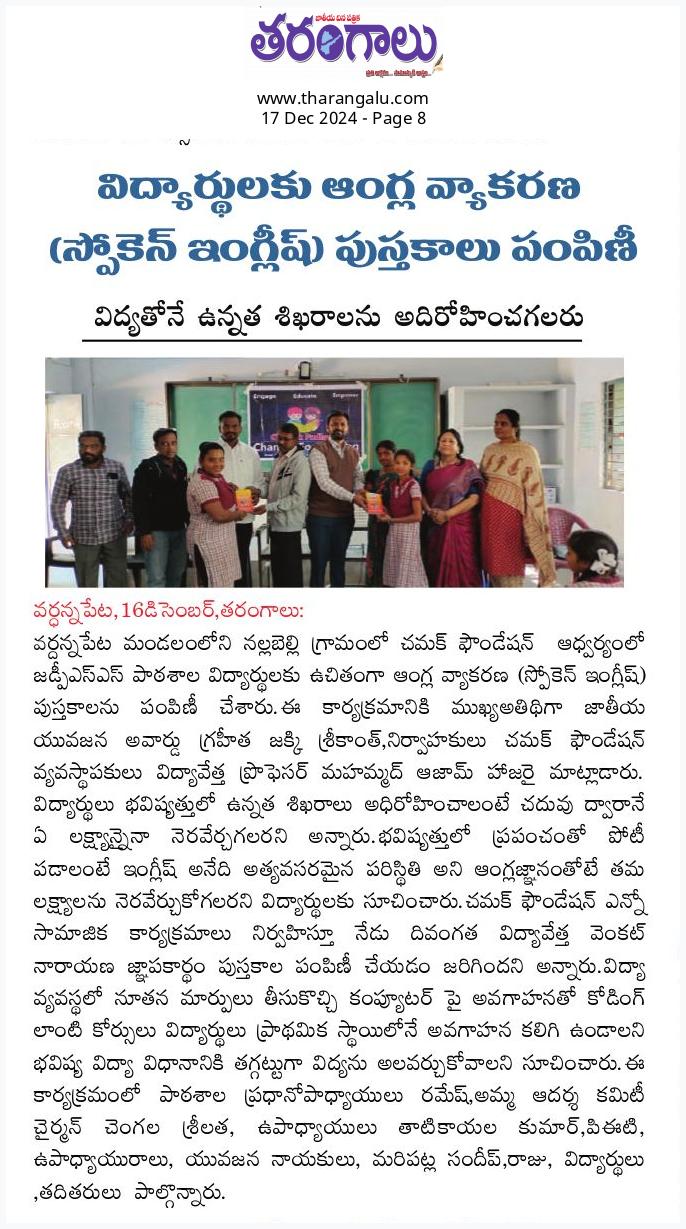 జాతీయ దిన పత్రిక
తరంగాలు
www.tharangalu.com
17 Dec 2024 - Page 8
విద్యార్థులకు ఆంగ్ల వ్యాకరణ
(స్పోకెన్ ఇంగ్లీష్) పుస్తకాలు పంపిణీ
విద్యతోనే ఉన్నత శిఖరాలను అదిరోహించగలరు
Engage Educate Empower
వర్ధన్నపేట,16డిసెంబర్,తరంగాలు:
వర్దన్నపేట మండలంలోని నల్లబెల్లి గ్రామంలో చమక్ ఫౌండేషన్ ఆధ్వర్యంలో
జడ్పీఎస్ఎస్ పాఠశాల విద్యార్థులకు ఉచితంగా ఆంగ్ల వ్యాకరణ (స్పోకెన్ ఇంగ్లీష్)
పుస్తకాలను పంపిణీ చేశారు.ఈ కార్యక్రమానికి ముఖ్యఅతిథిగా జాతీయ
యువజన అవార్డు గ్రహీత జక్కి శ్రీకాంత్,నిర్వాహకులు చమక్ ఫౌండేషన్
వ్యవస్థాపకులు విద్యావేత్త ప్రొఫెసర్ మహమ్మద్ ఆజామ్ హాజరై మాట్లాడారు.
విద్యార్థులు భవిష్యత్తులో ఉన్నత శిఖరాలు అధిరోహించాలంటే చదువు ద్వారానే
ఏ లక్ష్యాన్నైనా నెరవేర్చగలరని అన్నారు.భవిష్యత్తులో ప్రపంచంతో పోటీ
పడాలంటే ఇంగ్లీష్ అనేది అత్యవసరమైన పరిస్థితి అని ఆంగ్లజ్ఞానంతోటే తమ
లక్ష్యాలను నెరవేర్చుకోగలరని విద్యార్థులకు సూచించారు.చమక్ ఫౌండేషన్ ఎన్నో
సామాజిక కార్యక్రమాలు నిర్వహిస్తూ నేడు దివంగత విద్యావేత్త వెంకట్
నారాయణ జ్ఞాపకార్థం పుస్తకాల పంపిణీ చేయడం జరిగిందని అన్నారు.విద్యా
వ్యవస్థలో నూతన మార్పులు తీసుకొచ్చి కంప్యూటర్ పై అవగాహనతో కోడింగ్
లాంటి కోర్సులు విద్యార్థులు ప్రాథమిక స్థాయిలోనే అవగాహన కలిగి ఉండాలని
భవిష్య విద్యా విధానానికి తగ్గట్టుగా విద్యను అలవర్చుకోవాలని సూచించారు.ఈ
కార్యక్రమంలో పాఠశాల ప్రధానోపాధ్యాయులు రమేష్,అమ్మ ఆదర్శ కమిటీ
చైర్మన్ చెంగల శ్రీలత, ఉపాధ్యాయులు తాటికాయల కుమార్,పిఈటి,
ఉపాధ్యాయురాలు, యువజన నాయకులు, మరిపట్ల సందీప్,రాజు, విద్యార్థులు
,తదితరులు పాల్గొన్నారు.